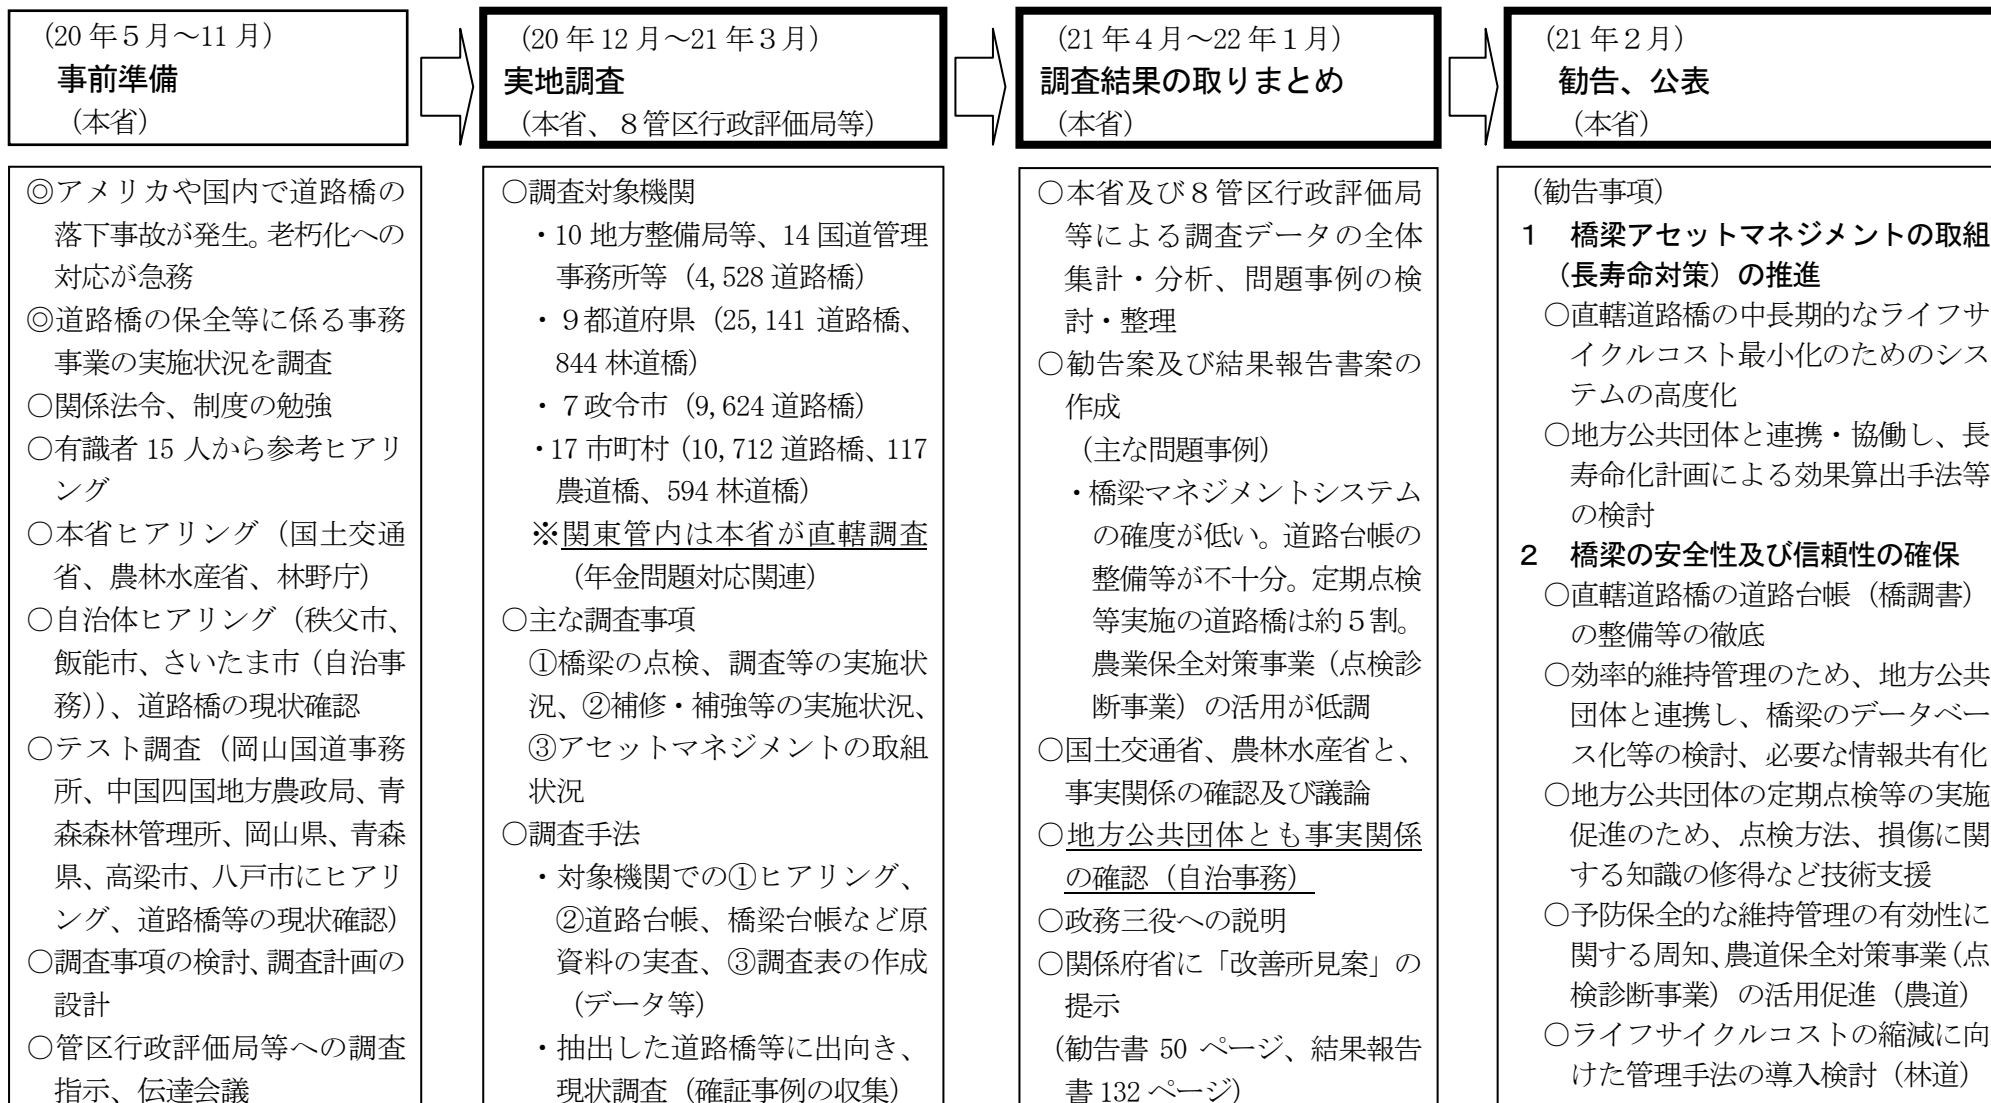 (20 年５月～11 月)
事前準備
（本省）
(20 年 12 月～21 年３月)
実地調査
（本省、８管区行政評価局等）
(21 年４月～22 年１月)
調査結果の取りまとめ
（本省）
(21 年２月)
勧告、公表
（本省）
◎アメリカや国内で道路橋の
落下事故が発生。老朽化への
対応が急務
◎道路橋の保全等に係る事務
事業の実施状況を調査
○関係法令、制度の勉強
○有識者 15 人から参考ヒアリ
ング
○本省ヒアリング（国土交通
省、農林水産省、林野庁）
○自治体ヒアリング（秩父市、
飯能市、さいたま市（自治事
務））、道路橋の現状確認
○テスト調査（岡山国道事務
所、中国四国地方農政局、青
森森林管理所、岡山県、青森
県、高梁市、八戸市にヒアリ
ング、道路橋等の現状確認）
○調査事項の検討、調査計画の
設計
○管区行政評価局等への調査
指示、伝達会議
○調査対象機関
・10 地方整備局等、14 国道管理
事務所等（4,528 道路橋）
・９都道府県（25,141 道路橋、
844 林道橋）
・７政令市（9,624 道路橋）
・17 市町村（10,712 道路橋、117
農道橋、594 林道橋）
※関東管内は本省が直轄調査
（年金問題対応関連）
○主な調査事項
①橋梁の点検、調査等の実施状
況、②補修・補強等の実施状況、
③アセットマネジメントの取組
状況
○調査手法
・対象機関での①ヒアリング、
②道路台帳、橋梁台帳など原
資料の実査、③調査表の作成
（データ等）
・抽出した道路橋等に出向き、
現状調査（確証事例の収集）
○本省及び８管区行政評価局
等による調査データの全体
集計・分析、問題事例の検
討・整理
○勧告案及び結果報告書案の
作成
（主な問題事例）
・橋梁マネジメントシステム
の確度が低い。道路台帳の
整備等が不十分。定期点検
等実施の道路橋は約５割。
農業保全対策事業（点検診
断事業）の活用が低調
○国土交通省、農林水産省と、
事実関係の確認及び議論
○地方公共団体とも事実関係
の確認（自治事務）
○政務三役への説明
○関係府省に「改善所見案」の
提示
（勧告書 50 ページ、結果報告
書 132 ページ）
（勧告事項）
１　橋梁アセットマネジメントの取組
（長寿命対策）の推進
○直轄道路橋の中長期的なライフサ
イクルコスト最小化のためのシス
テムの高度化
○地方公共団体と連携・協働し、長
寿命化計画による効果算出手法等
の検討
２　橋梁の安全性及び信頼性の確保
○直轄道路橋の道路台帳（橋調書）
の整備等の徹底
○効率的維持管理のため、地方公共
団体と連携し、橋梁のデータベー
ス化等の検討、必要な情報共有化
○地方公共団体の定期点検等の実施
促進のため、点検方法、損傷に関
する知識の修得など技術支援
○予防保全的な維持管理の有効性に
関する周知、農道保全対策事業（点
検診断事業）の活用促進（農道）
○ライフサイクルコストの縮減に向
けた管理手法の導入検討（林道）